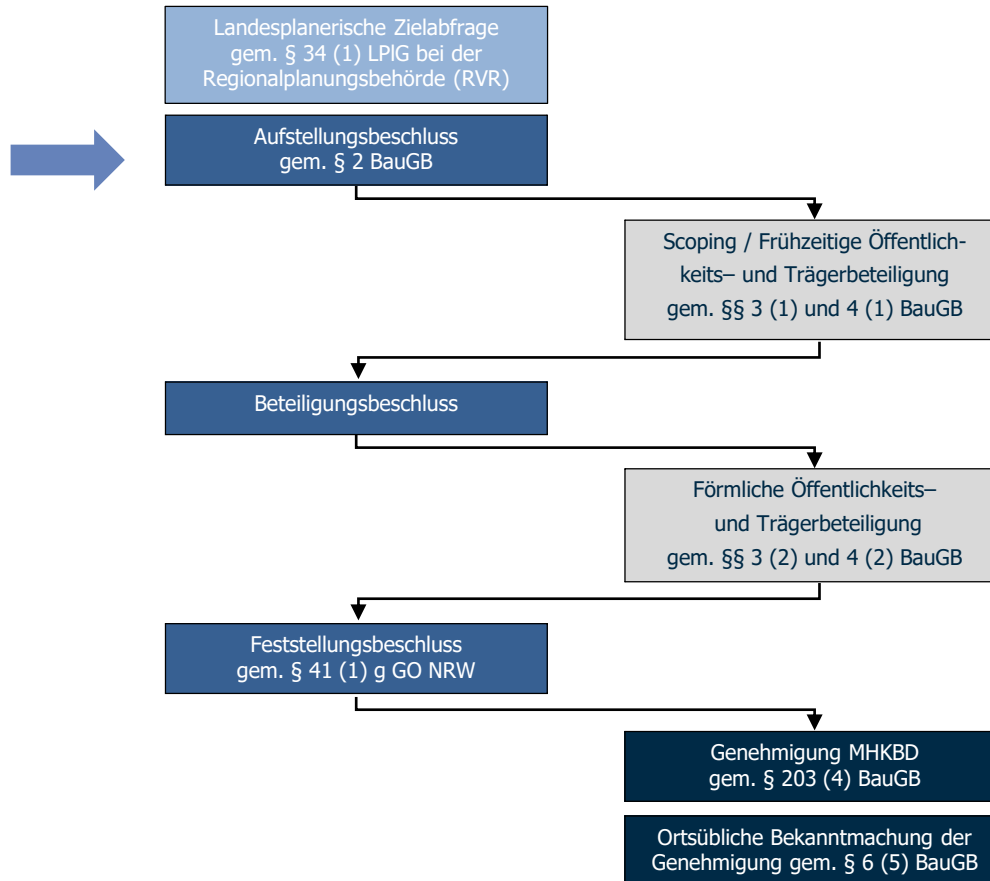 Landesplanerische Zielabfrage
gem. § 34 (1) LPlG bei der
Regionalplanungsbehörde (RVR)
Aufstellungsbeschluss
gem. § 2 BauGB
Scoping / Frühzeitige Öffentlich-
keits– und Trägerbeteiligung
gem. §§ 3 (1) und 4 (1) BauGB
Beteiligungsbeschluss
Förmliche Öffentlichkeits–
und Trägerbeteiligung
gem. §§ 3 (2) und 4 (2) BauGB
Feststellungsbeschluss
gem. § 41 (1) g GO NRW
Genehmigung MHKBD
gem. § 203 (4) BauGB
Ortsübliche Bekanntmachung der
Genehmigung gem. § 6 (5) BauGB